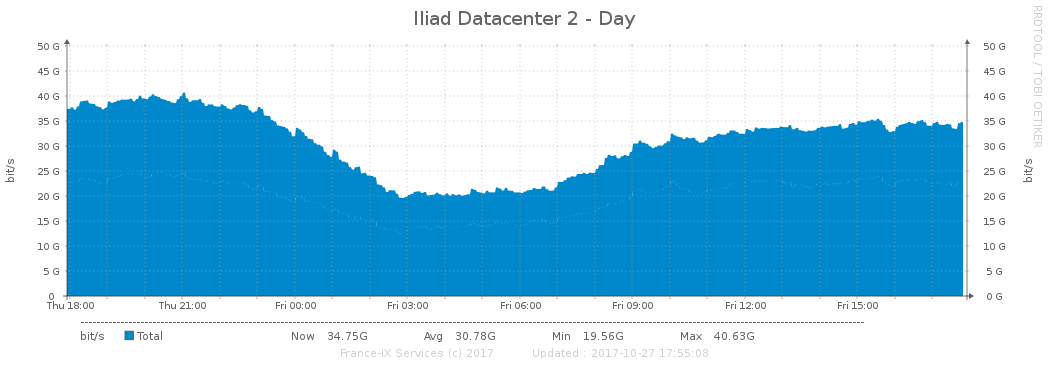 Iliad Datacenter 2 - Day
RRDTOOL / TOBI OETIKER
bit/s
bit/s
50 G 50 G
45 G 45 G
40 G 40 G
35 G 35 G
30 G 30 G
25 G 25 G
20 G 20 G
15 G 15 G
10 G 10 G
5 G 5 G
0 0 G
Thu 18:00 Thu 21:00 Fri 00:00 Fri 03:00 Fri 06:00 Fri 09:00 Fri 12:00 Fri 15:00
bit/s Total Now 34.75G Avg 30.78G Min 19.56G Max 40.63G
France-IX Services (c) 2017 Updated : 2017-10-27 17:55:08